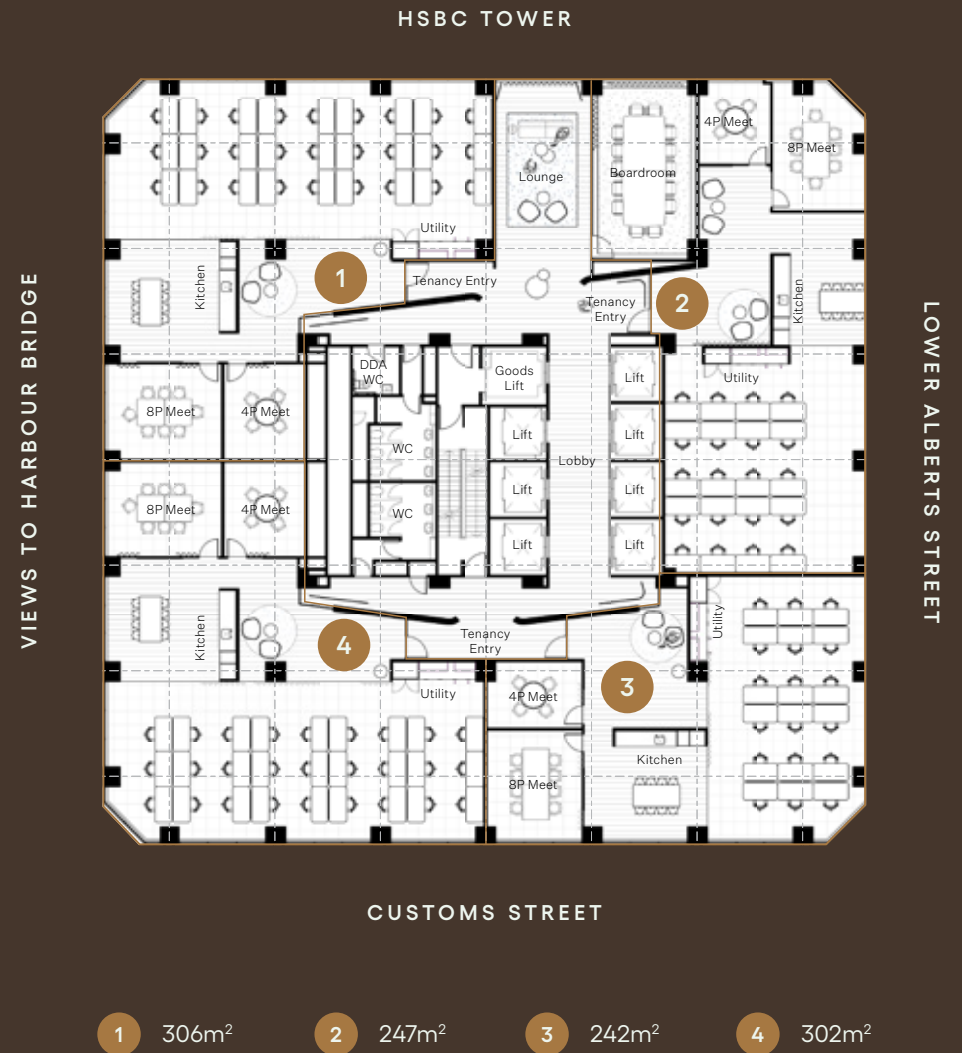 HSBC TOWER
4P Meet
8P Meet
Lounge
Boardroom
Utility
VIEWS TO HARBOUR BRIDGE
LOWER ALBERTS STREET
Kitchen
1
Tenancy Entry
Tenancy
Entry
2
Kitchen
DDA
WC
Goods
Lift
Lift
Utility
8P Meet
4P Meet
WC
Lift
Lift
Lobby
8P Meet
4P Meet
WC
Lift
Lift
Lift
Lift
Kitchen
4
Tenancy
Entry
Utility
Utility
4P Meet
3
Kitchen
8P Meet
CUSTOMS STREET
1 306m²
2 247m²
3 242m²
4 302m²